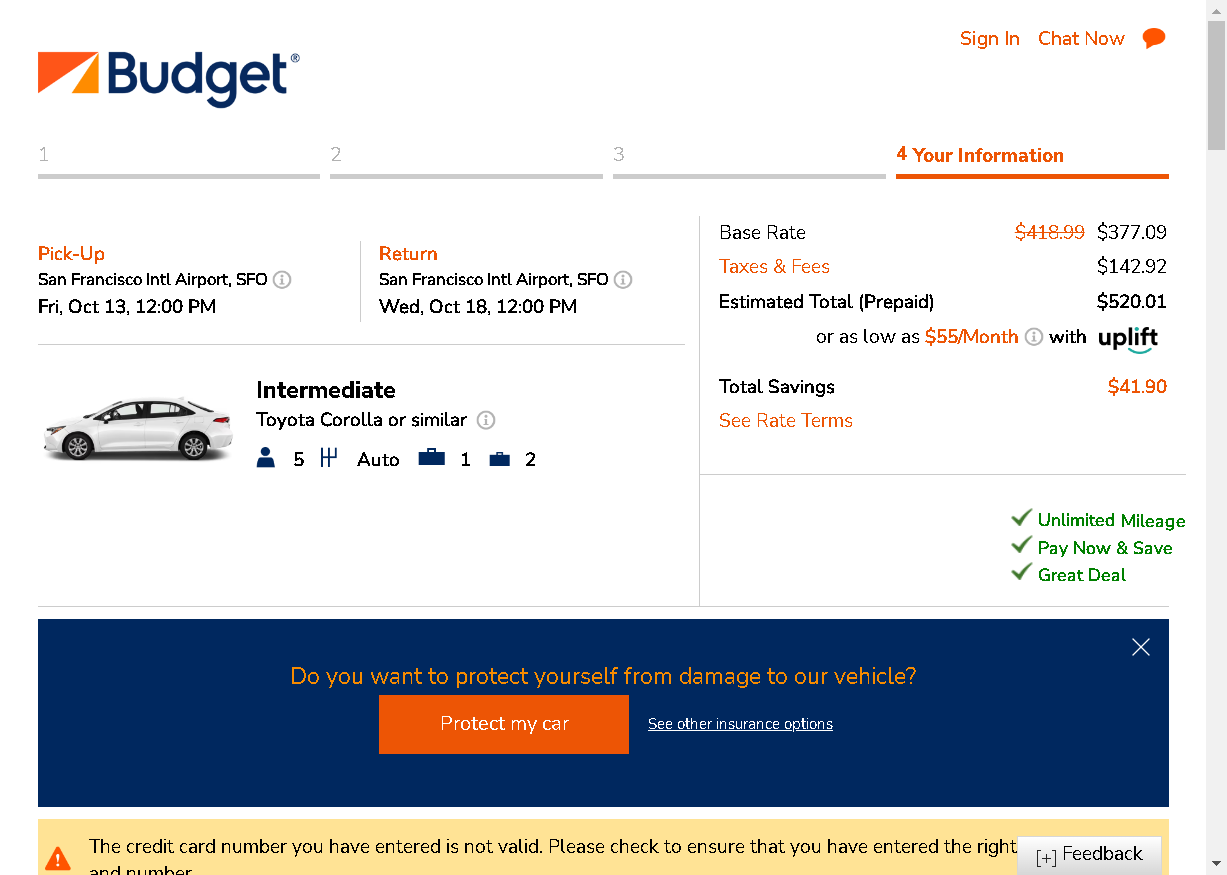 Sign In Chat Now
Budget®
1 2 3 4 Your Information
Pick-Up
San Francisco Intl Airport, SFO
Fri, Oct 13, 12:00 PM
Return
San Francisco Intl Airport, SFO
Wed, Oct 18, 12:00 PM
Base Rate $418.99 $377.09
Taxes & Fees $142.92
Estimated Total (Prepaid) $520.01
or as low as $55/Month with uplift
Total Savings $41.90
See Rate Terms
Intermediate
Toyota Corolla or similar
5 Auto 1 2
Unlimited Mileage
Pay Now & Save
Great Deal
Do you want to protect yourself from damage to our vehicle?
Protect my car See other insurance options
The credit card number you have entered is not valid. Please check to ensure that you have entered the right
and number.
[+] Feedback